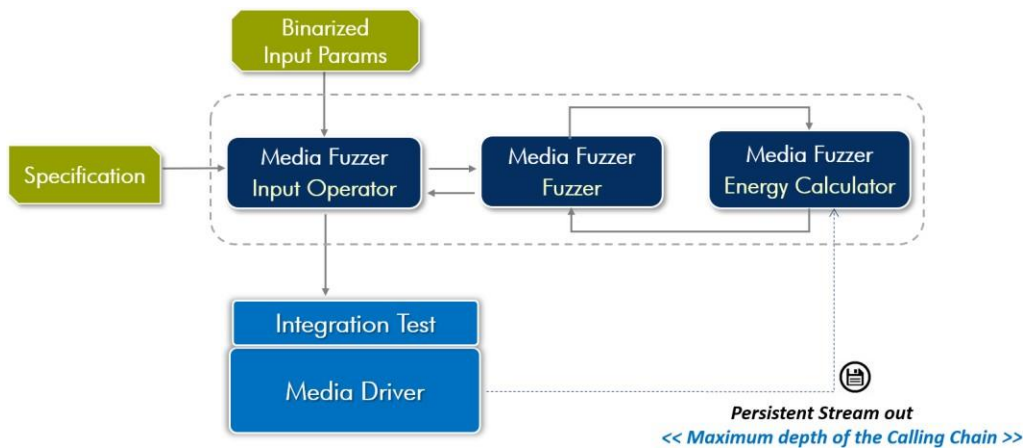 Binarized
Input Params
Specification
Media Fuzzer
Input Operator
Media Fuzzer
Fuzzer
Media Fuzzer
Energy Calculator
Integration Test
Media Driver
Persistent Stream out
<< Maximum depth of the Calling Chain >>